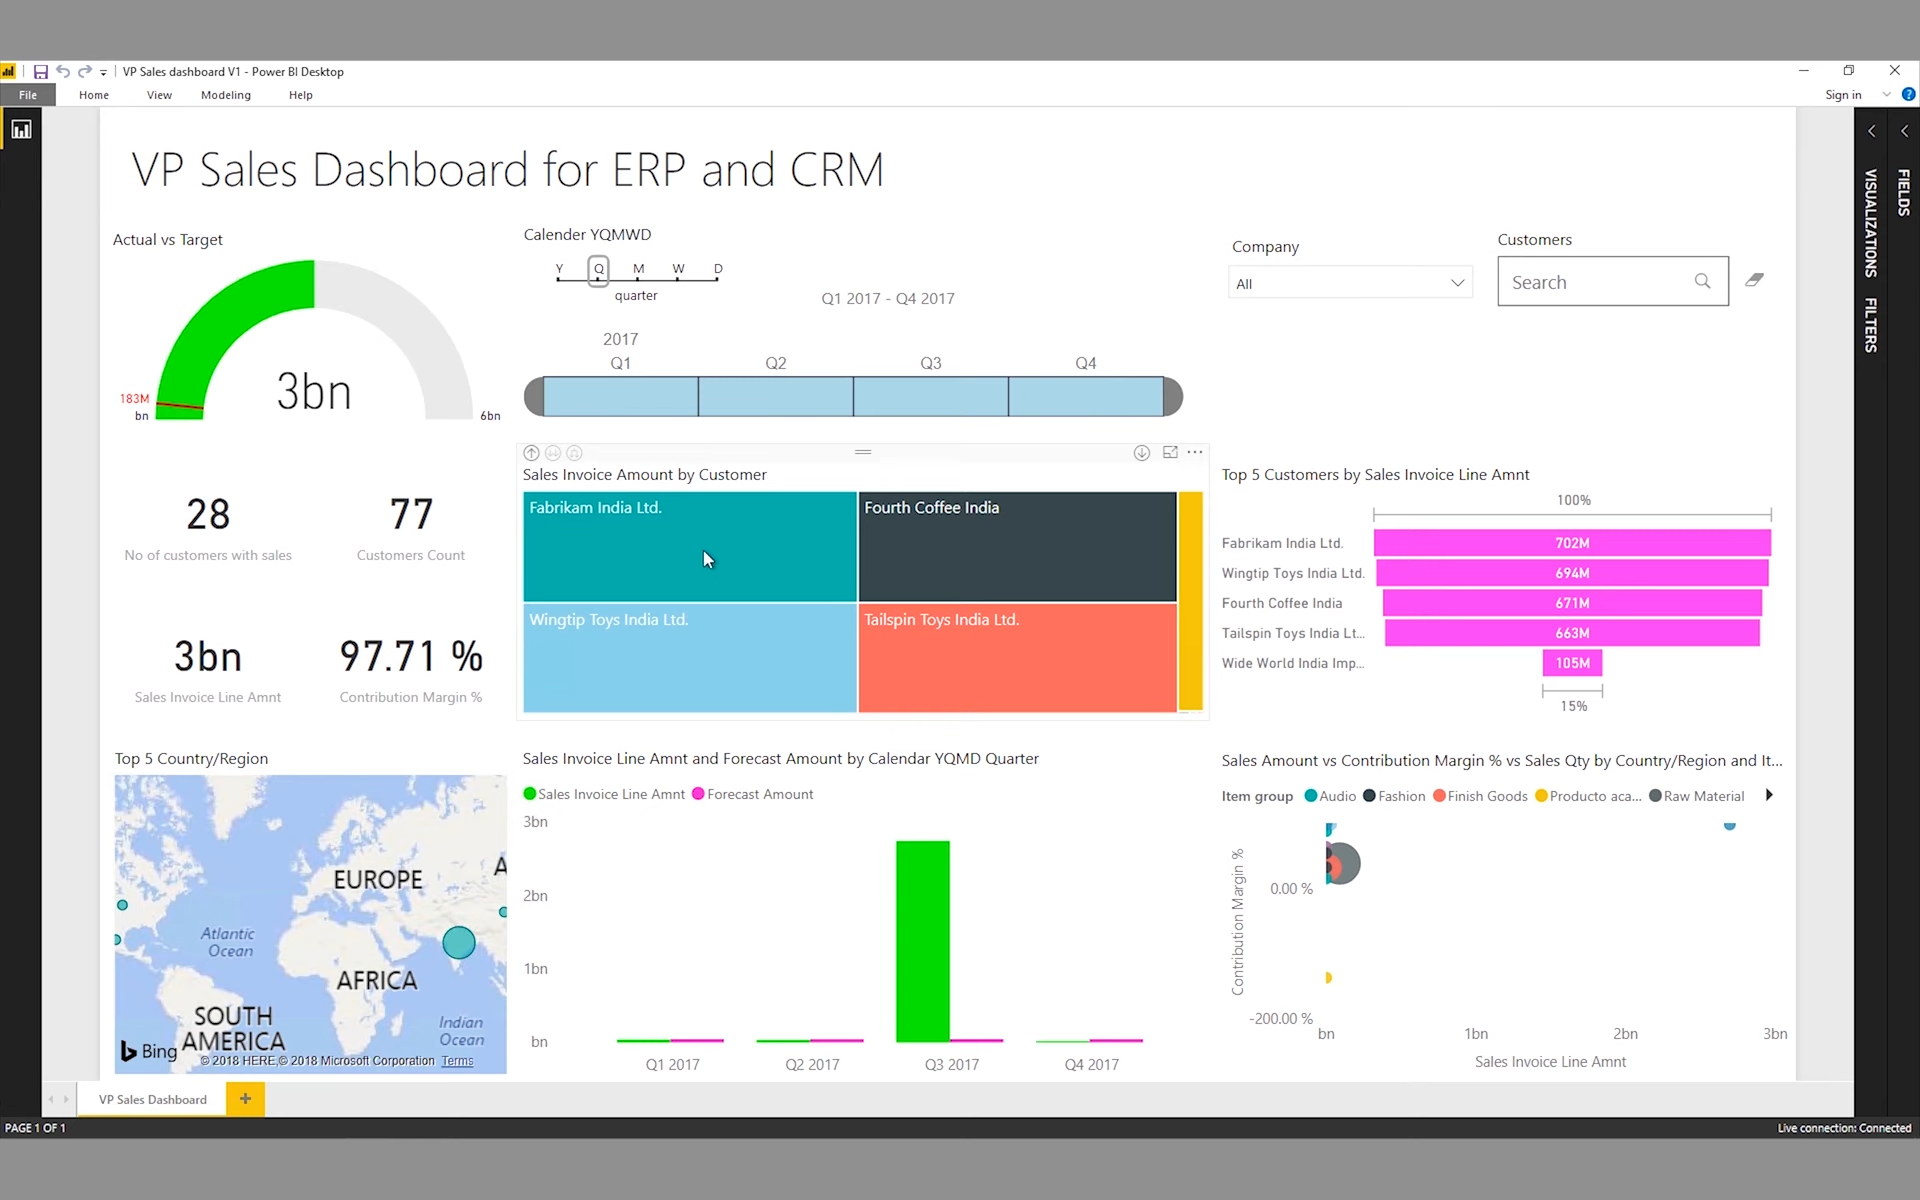 VP Sales dashboard V1 - Power BI Desktop
File Home View Modeling Help
Sign in
VP Sales Dashboard for ERP and CRM
Actual vs Target
183M
bn
3bn
6bn
Calender YQMWD
Y Q M W D
quarter
Q1 2017 - Q4 2017
2017
Q1 Q2 Q3 Q4
Company
All
Customers
Search
VISUALIZATIONS
FILTERS
FIELDS
28
No of customers with sales
77
Customers Count
3bn
Sales Invoice Line Amnt
97.71 %
Contribution Margin %
Sales Invoice Amount by Customer
Fabrikam India Ltd.
Fourth Coffee India
Wingtip Toys India Ltd.
Tailspin Toys India Ltd.
Top 5 Customers by Sales Invoice Line Amnt
100%
Fabrikam India Ltd. 702M
Wingtip Toys India Ltd. 694M
Fourth Coffee India 671M
Tailspin Toys India Lt... 663M
Wide World India Imp... 105M
15%
Top 5 Country/Region
EUROPE
A
Atlantic
Ocean
AFRICA
SOUTH
AMERICA
Indian
Ocean
Bing
© 2018 HERE,© 2018 Microsoft Corporation Terms
Sales Invoice Line Amnt and Forecast Amount by Calendar YQMD Quarter
Sales Invoice Line Amnt Forecast Amount
3bn
2bn
1bn
bn
Q1 2017 Q2 2017 Q3 2017 Q4 2017
Sales Amount vs Contribution Margin % vs Sales Qty by Country/Region and It...
Item group Audio Fashion Finish Goods Producto aca... Raw Material
Contribution Margin %
0.00 %
-200.00 %
bn 1bn 2bn 3bn
Sales Invoice Line Amnt
VP Sales Dashboard +
PAGE 1 OF 1
Live connection: Connected